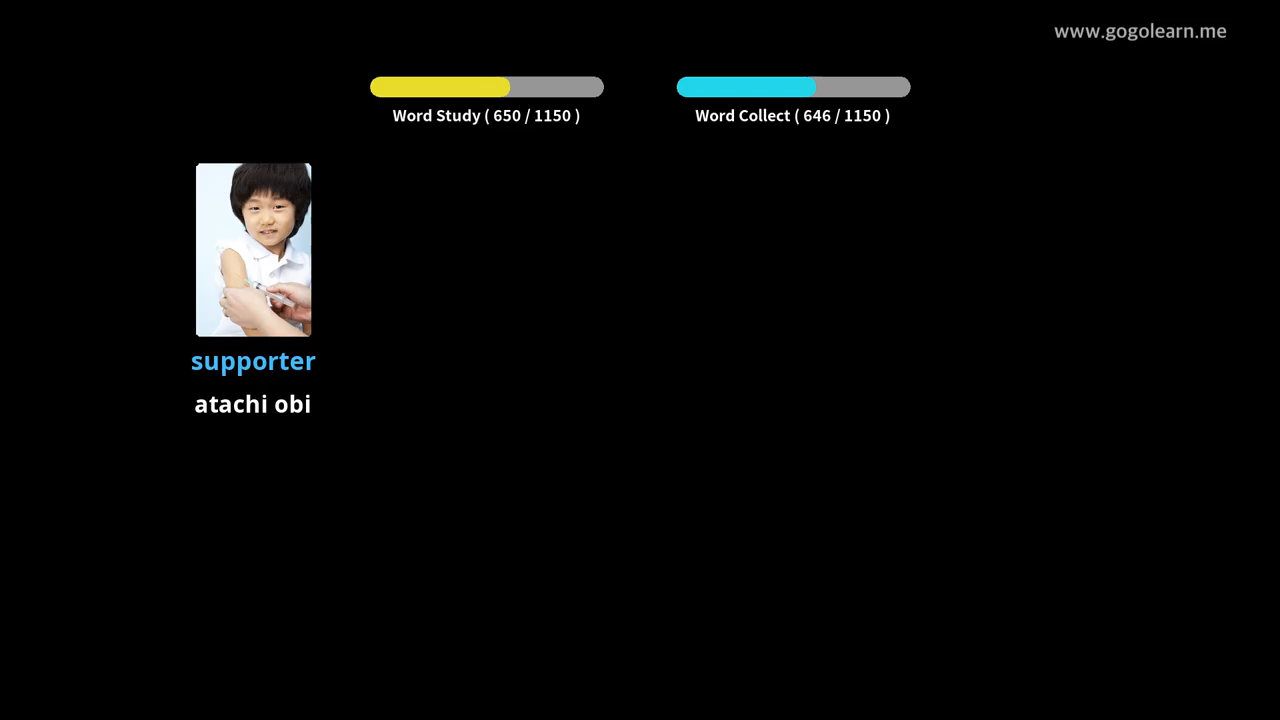 www.gogolearn.me
Word Study ( 650 / 1150 )
Word Collect ( 646 / 1150 )
supporter
atachi obi